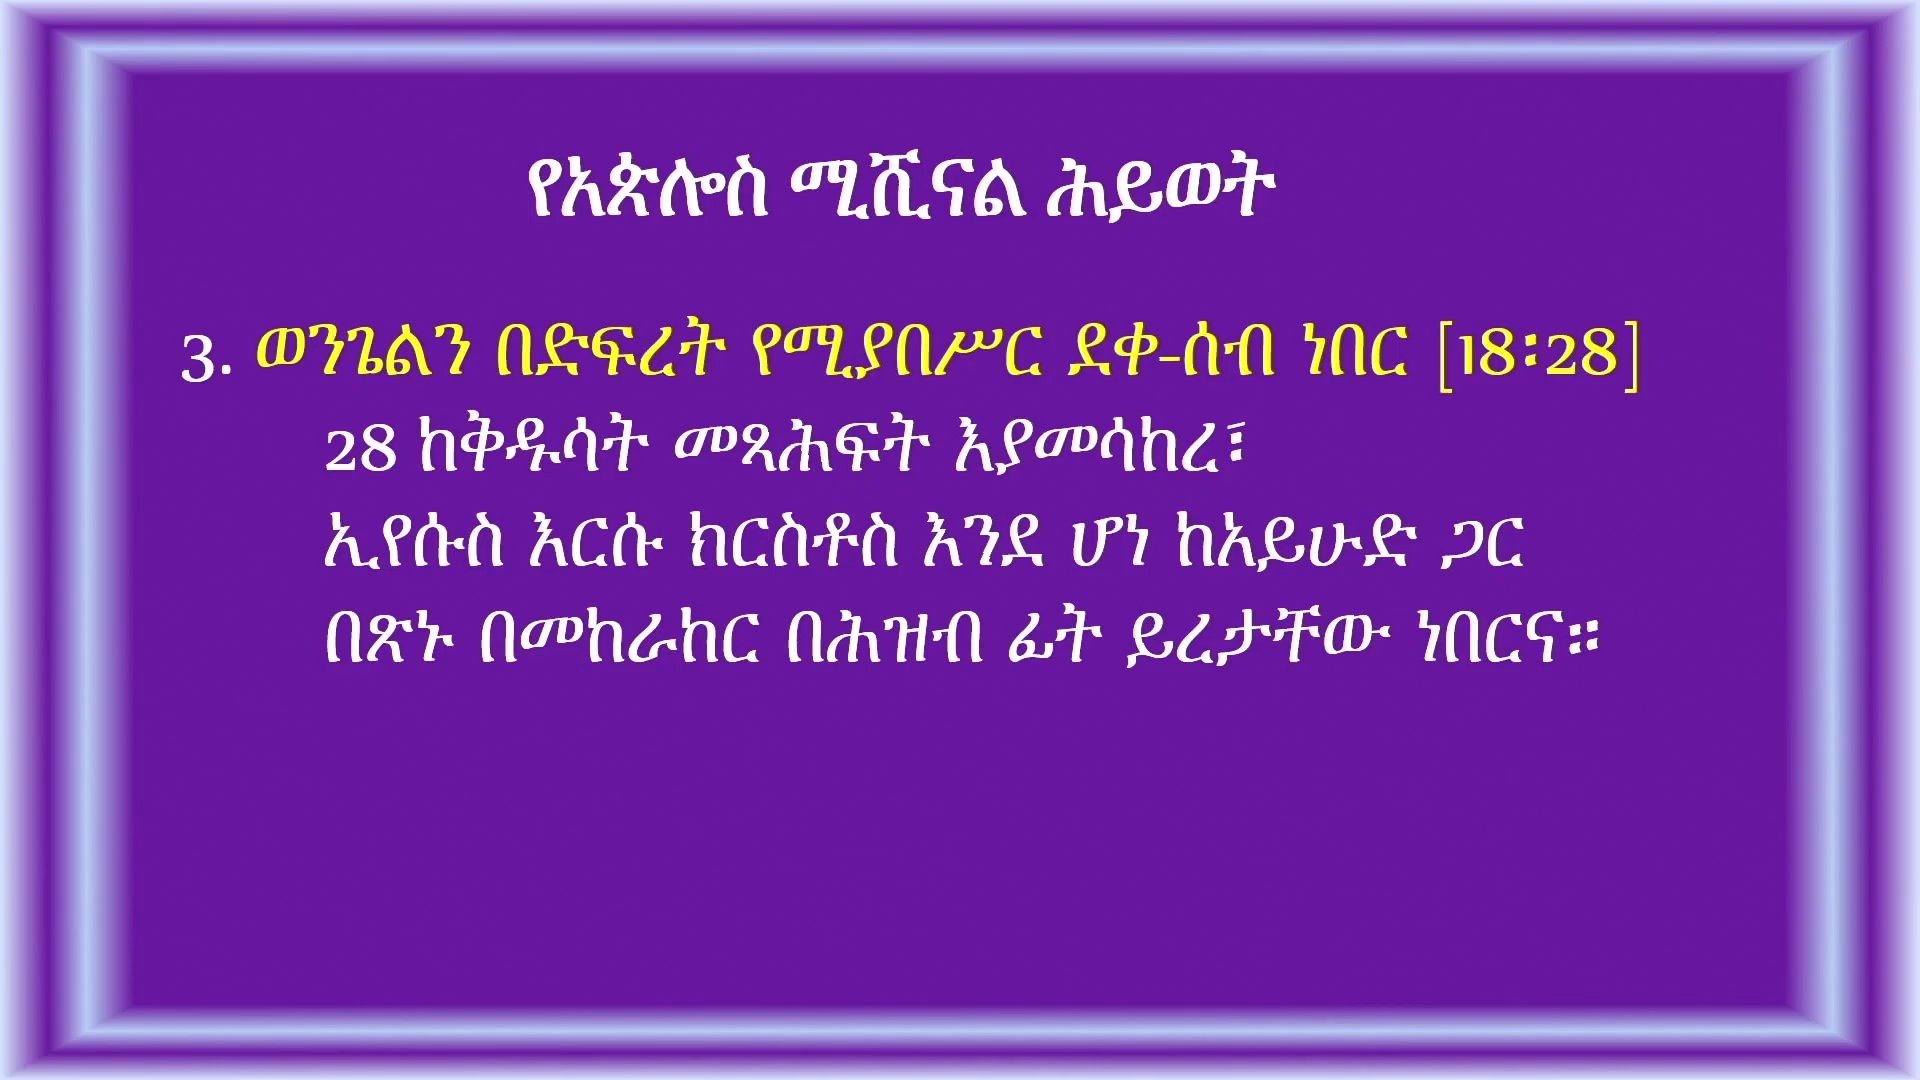 የአጵሎስ ሚሺናል ሕይወት
3. ወንጌልን በድፍረት የሚያበሥር ደቀ-ሰብ ነበር [18፡28]
28 ከቅዱሳት መጻሕፍት እያመሳከረ፣
ኢየሱስ እርሱ ክርስቶስ እንደ ሆነ ከአይሁድ ጋር
በጽኑ በመከራከር በሕዝብ ፊት ይረታቸው ነበርና።